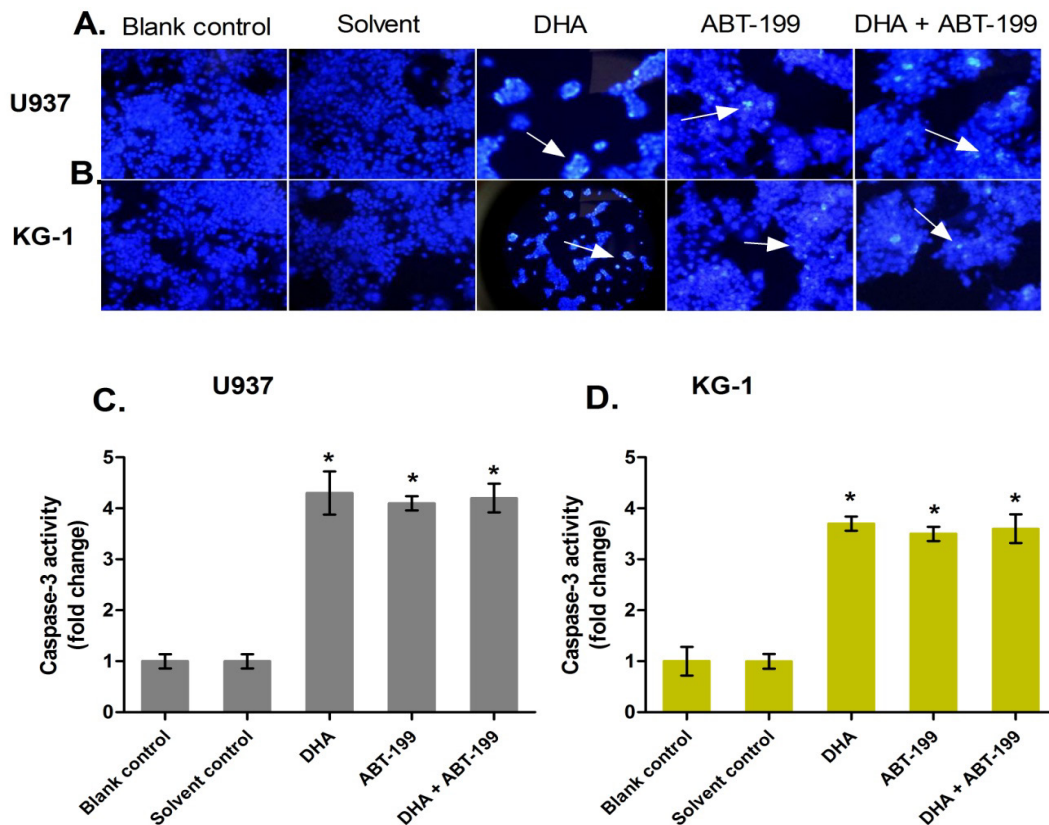 A. Blank control Solvent DHA ABT-199 DHA + ABT-199
U937
B.
KG-1
U937
C.
Caspase-3 activity
(fold change)
5
4
3
2
1
0
* * *
Blank control
Solvent control
DHA
ABT-199
DHA + ABT-199
KG-1
D.
Caspase-3 activity
(fold change)
5
4
3
2
1
0
* * *
Blank control
Solvent control
DHA
ABT-199
DHA + ABT-199